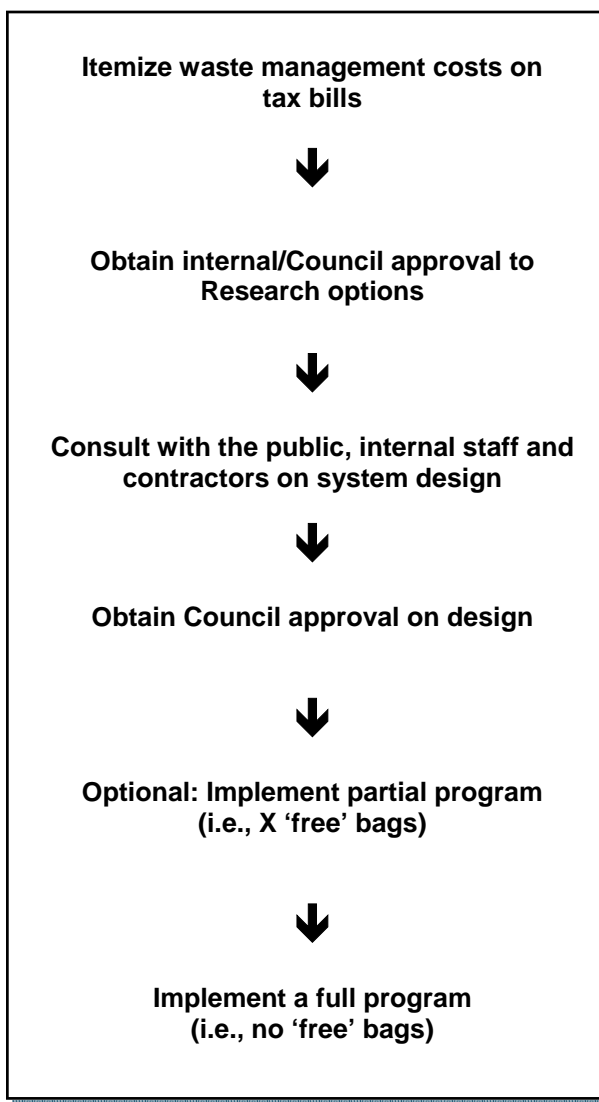 Itemize waste management costs on
tax bills
Obtain internal/Council approval to
Research options
Consult with the public, internal staff and
contractors on system design
Obtain Council approval on design
Optional: Implement partial program
(i.e., X ‘free’ bags)
Implement a full program
(i.e., no ‘free’ bags)